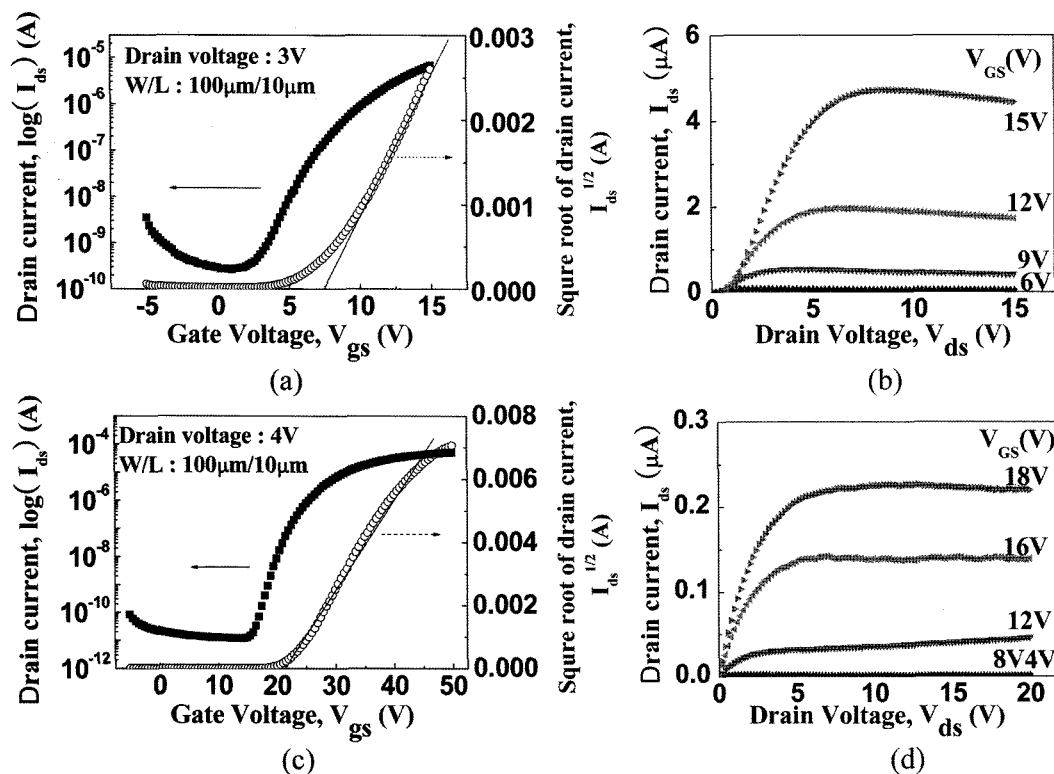 Drain voltage : 3V
W/L : 100μm/10μm
Drain current, log( I_ds ) (A)
10^-5
10^-6
10^-7
10^-8
10^-9
10^-10
-5 0 5 10 15
Gate Voltage, V_gs (V)
0.003
0.002
0.001
0.000
Squre root of drain current,
I_ds^1/2 (A)
(a)
V_GS(V)
15V
12V
9V
6V
Drain current, I_ds (μA)
4
2
0
0 5 10 15
Drain Voltage, V_ds (V)
(b)
Drain voltage : 4V
W/L : 100μm/10μm
Drain current, log( I_ds ) (A)
10^-4
10^-6
10^-8
10^-10
10^-12
0 10 20 30 40 50
Gate Voltage, V_gs (V)
0.008
0.006
0.004
0.002
0.000
Squre root of drain current,
I_ds^1/2 (A)
(c)
V_GS(V)
18V
16V
12V
8V4V
Drain current, I_ds (μA)
0.3
0.2
0.1
0.0
0 5 10 15 20
Drain Voltage, V_ds (V)
(d)